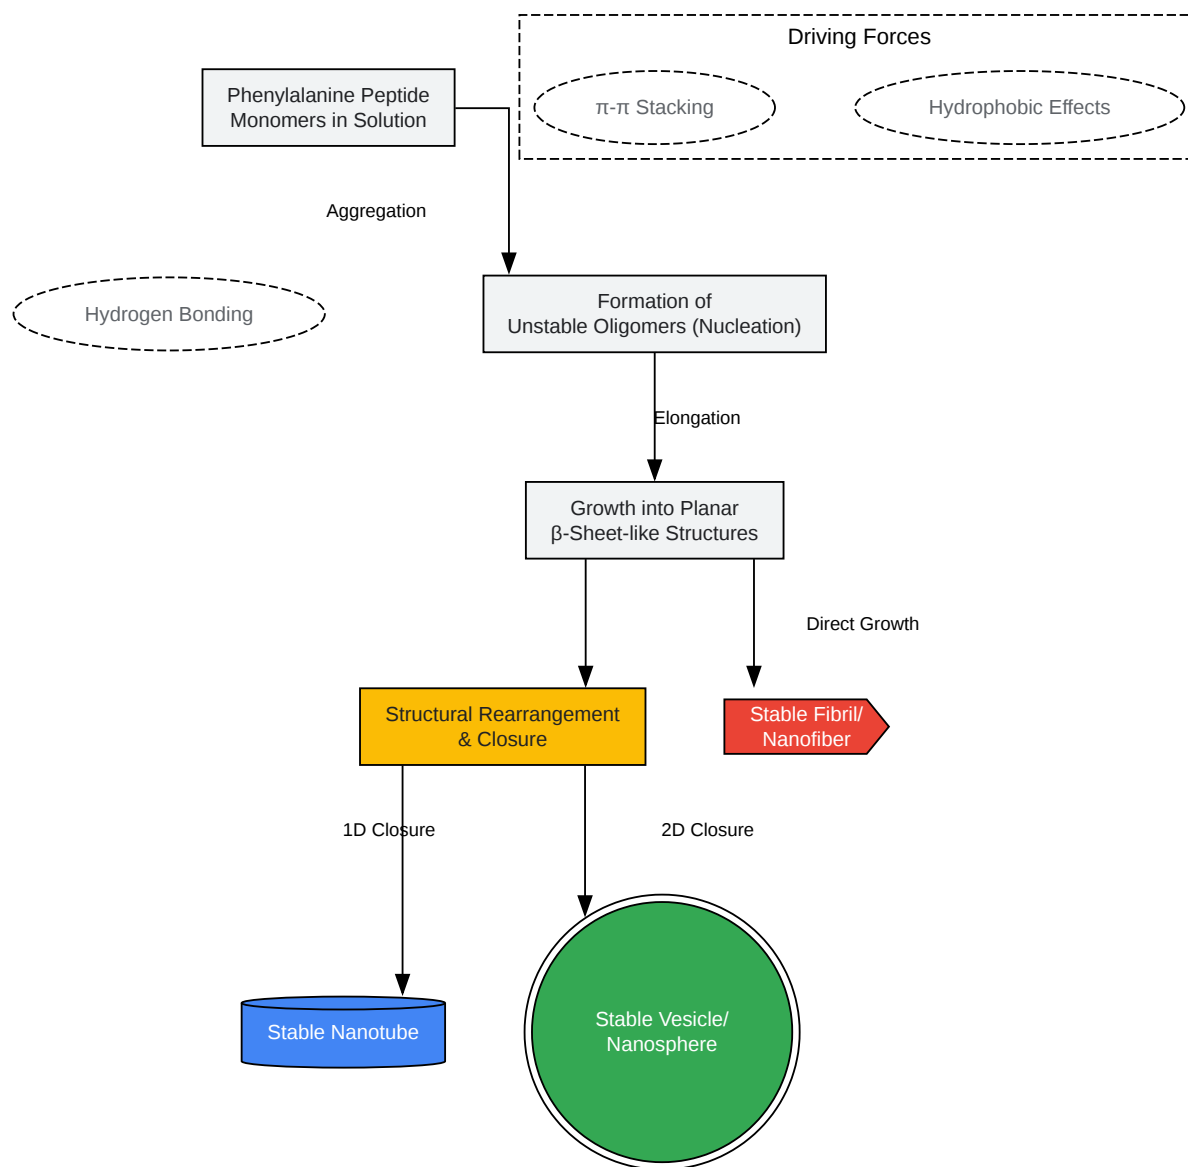 Driving Forces
Phenylalanine Peptide
Monomers in Solution
π-π Stacking
Hydrophobic Effects
Aggregation
Hydrogen Bonding
Formation of
Unstable Oligomers (Nucleation)
Elongation
Growth into Planar
β-Sheet-like Structures
Direct Growth
Structural Rearrangement
& Closure
Stable Fibril/
Nanofiber
1D Closure
2D Closure
Stable Nanotube
Stable Vesicle/
Nanosphere